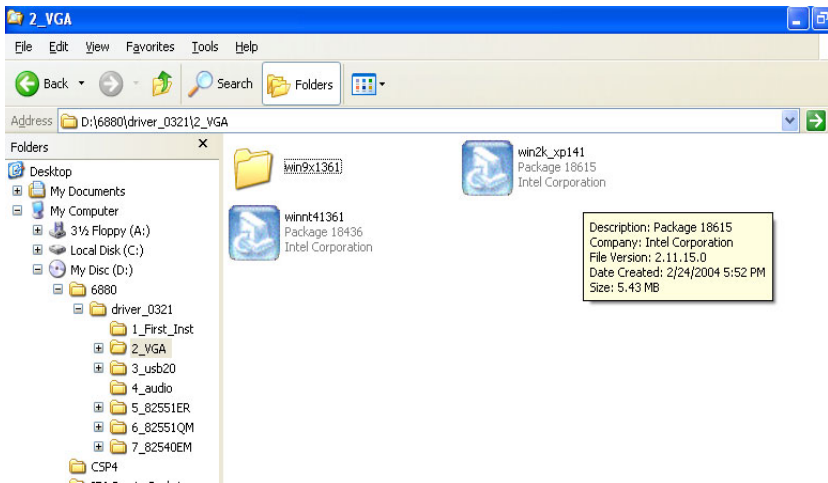 2_VGA
File Edit View Favorites Tools Help
Back Search Folders
Address D:\6880\driver_0321\2_VGA
Folders x
Desktop
My Documents
My Computer
3½ Floppy (A:)
Local Disk (C:)
My Disc (D:)
6880
driver_0321
1_First_Inst
2_VGA
3_usb20
4_audio
5_82551ER
6_82551QM
7_82540EM
CSP4
win9x1361
win2k_xp141
Package 18615
Intel Corporation
winnt41361
Package 18436
Intel Corporation
Description: Package 18615
Company: Intel Corporation
File Version: 2.11.15.0
Date Created: 2/24/2004 5:52 PM
Size: 5.43 MB